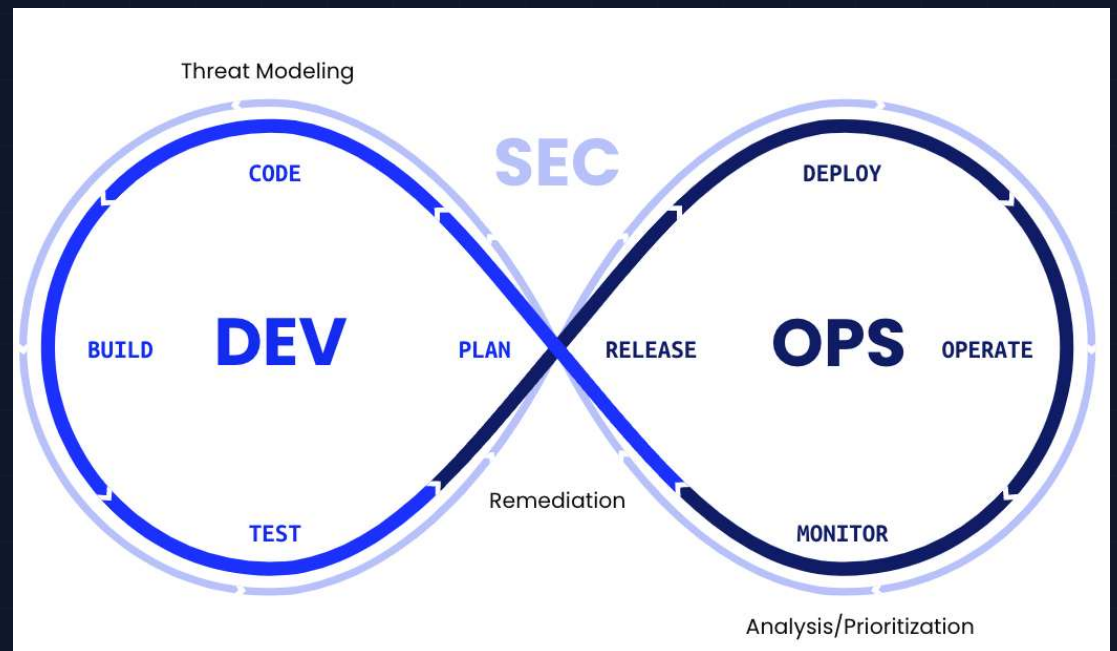 Threat Modeling
SEC
CODE
DEPLOY
DEV
OPS
BUILD
PLAN
RELEASE
OPERATE
Remediation
TEST
MONITOR
Analysis/Prioritization